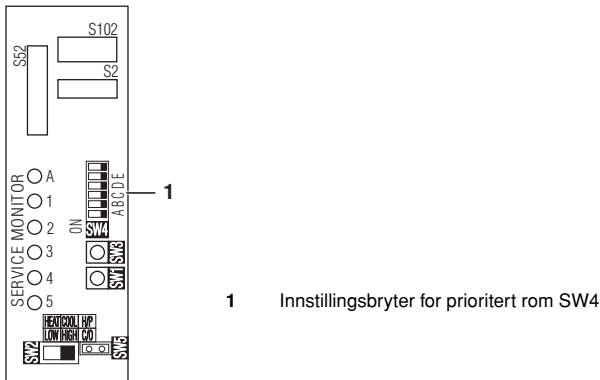 S102
S52
S2
SERVICE MONITOR
A
1
2
3
4
5
ON
A B C D E
SW4
SW3
SW1
HEAT COOL H/P
LOW HIGH C/O
SW2
SW5
1
1 Innstillingsbryter for prioritert rom SW4